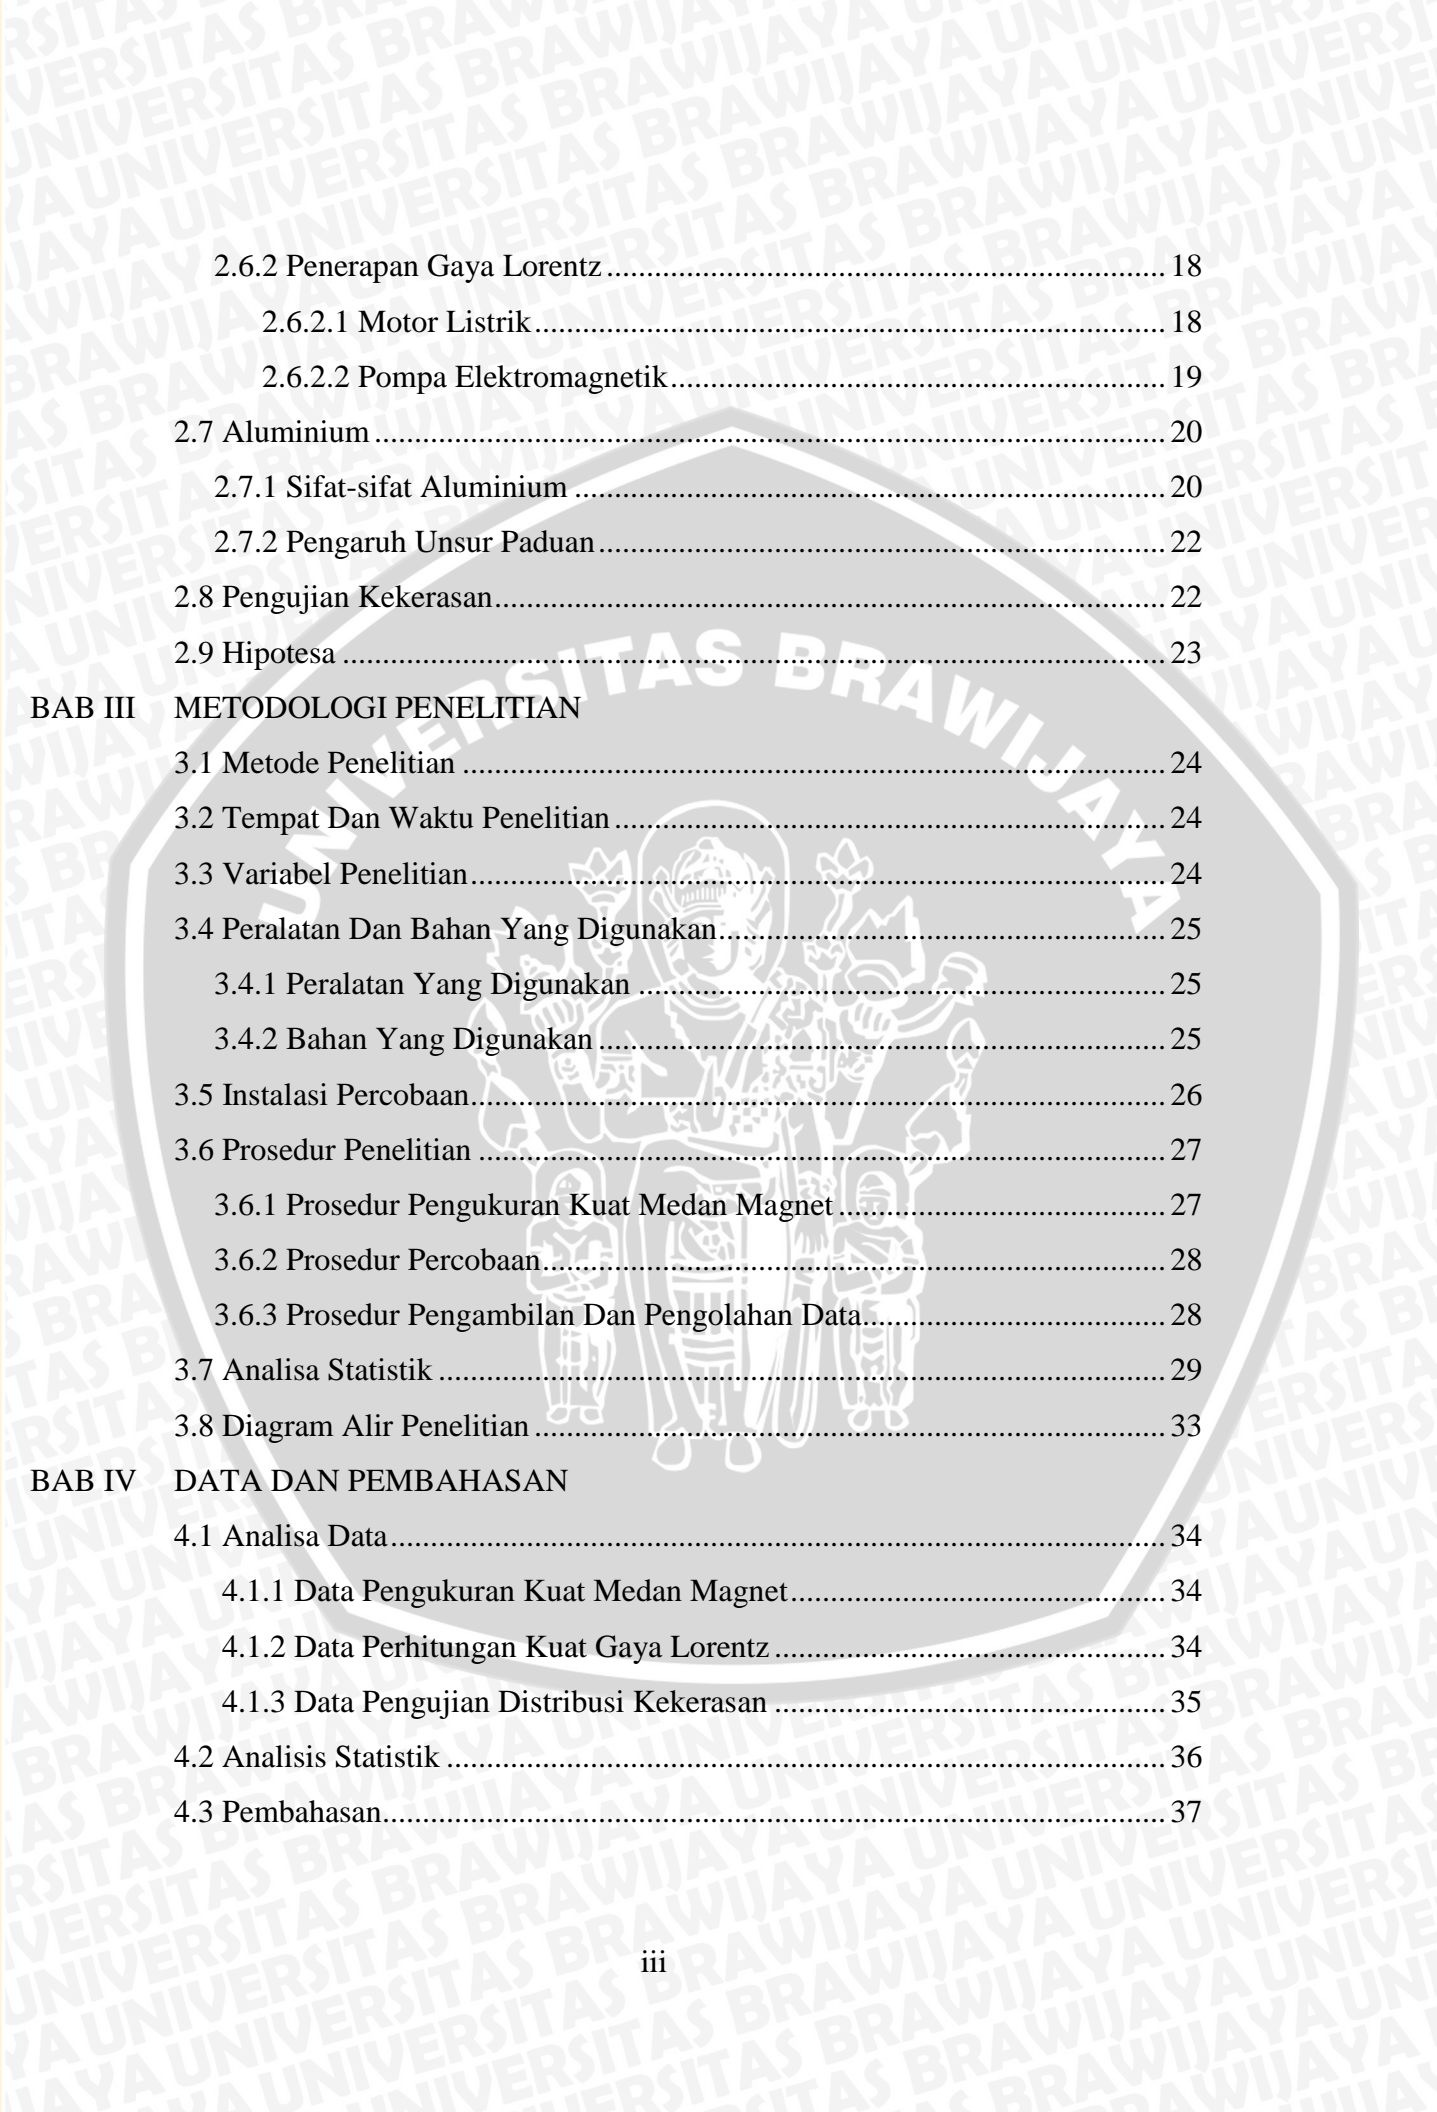 2.6.2 Penerapan Gaya Lorentz ........ 18
2.6.2.1 Motor Listrik ........ 18
2.6.2.2 Pompa Elektromagnetik ........ 19
2.7 Aluminium ........ 20
2.7.1 Sifat-sifat Aluminium ........ 20
2.7.2 Pengaruh Unsur Paduan ........ 22
2.8 Pengujian Kekerasan ........ 22
2.9 Hipotesa ........ 23
BAB III METODOLOGI PENELITIAN
3.1 Metode Penelitian ........ 24
3.2 Tempat Dan Waktu Penelitian ........ 24
3.3 Variabel Penelitian ........ 24
3.4 Peralatan Dan Bahan Yang Digunakan ........ 25
3.4.1 Peralatan Yang Digunakan ........ 25
3.4.2 Bahan Yang Digunakan ........ 25
3.5 Instalasi Percobaan ........ 26
3.6 Prosedur Penelitian ........ 27
3.6.1 Prosedur Pengukuran Kuat Medan Magnet ........ 27
3.6.2 Prosedur Percobaan ........ 28
3.6.3 Prosedur Pengambilan Dan Pengolahan Data ........ 28
3.7 Analisa Statistik ........ 29
3.8 Diagram Alir Penelitian ........ 33
BAB IV DATA DAN PEMBAHASAN
4.1 Analisa Data ........ 34
4.1.1 Data Pengukuran Kuat Medan Magnet ........ 34
4.1.2 Data Perhitungan Kuat Gaya Lorentz ........ 34
4.1.3 Data Pengujian Distribusi Kekerasan ........ 35
4.2 Analisis Statistik ........ 36
4.3 Pembahasan ........ 37
iii
UNIVERSITAS BRAWIJAYA